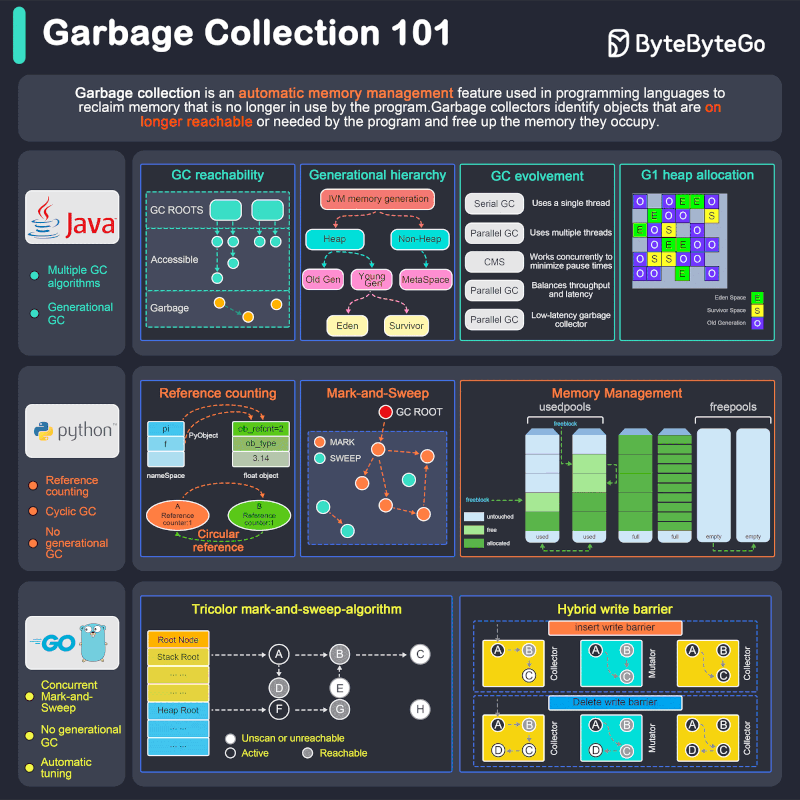 Garbage Collection 101
ByteByteGo
Garbage collection is an automatic memory management feature used in programming languages to
reclaim memory that is no longer in use by the program.Garbage collectors identify objects that are on
longer reachable or needed by the program and free up the memory they occupy.
Java
Multiple GC
algorithms
Generational
GC
GC reachability
GC ROOTS
Accessible
Garbage
Generational hierarchy
JVM memory generation
Heap
Non-Heap
Old Gen
Young
Gen
MetaSpace
Eden
Survivor
GC evolvement
Serial GC
Uses a single thread
Parallel GC
Uses multiple threads
CMS
Works concurrently to
minimize pause times
Parallel GC
Balances throughput
and latency
Parallel GC
Low-latency garbage
collector
G1 heap allocation
O O E E O
E O O S
E O S O
O E E O
O S S O O
O O E O
Eden Space E
Survivor Space S
Old Generation O
python
Reference
counting
Cyclic GC
No
generational
GC
Reference counting
pi
f
nameSpace
PyObject
ob_refcnt=2
ob_type
3.14
float object
A
Reference
counter:1
B
Reference
counter:1
Circular
reference
Mark-and-Sweep
GC ROOT
MARK
SWEEP
Memory Management
usedpools
freepools
freeblock
freeblock
untouched
free
allocated
used
used
full
full
empty
empty
GO
Concurrent
Mark-and-
Sweep
No generational
GC
Automatic
tuning
Tricolor mark-and-sweep-algorithm
Root Node
Stack Root
... ...
... ...
Heap Root
... ...
... ...
A
B
C
D
E
F
G
H
Unscan or unreachable
Active
Reachable
Hybrid write barrier
insert write barrier
A
B
C
Collector
A
B
C
Mutator
A
B
C
Collector
Delete write barrier
A
B
D
C
Collector
A
B
D
C
Mutator
A
B
D
C
Collector